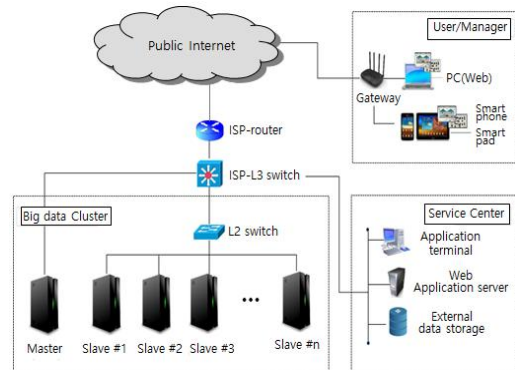 Public Internet
User/Manager
PC(Web)
Gateway
Smart
phone
Smart
pad
ISP-router
ISP-L3 switch
Big data Cluster
L2 switch
Master
Slave #1
Slave #2
Slave #3
Slave #n
Service Center
Application
terminal
Web
Application server
External
data storage